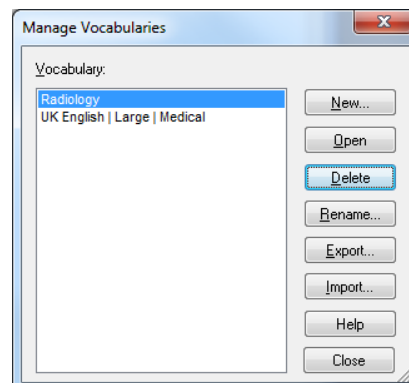 Manage Vocabularies
Vocabulary:
Radiology
UK English | Large | Medical
New...
Open
Delete
Rename...
Export...
Import...
Help
Close